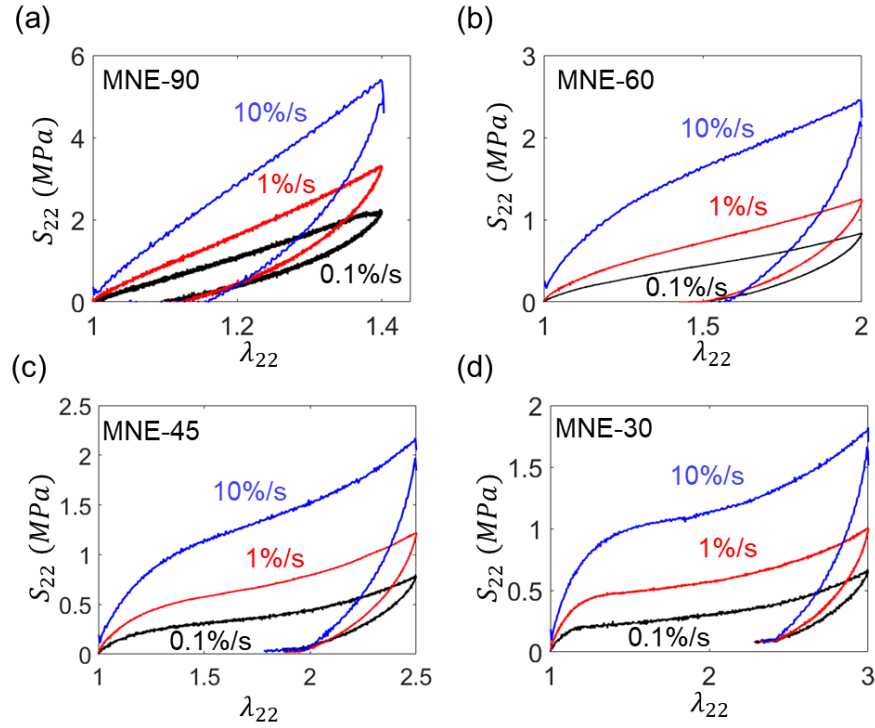 (a)
MNE-90
10%/s
1%/s
0.1%/s
S₂₂ (MPa)
6
4
2
0
1 1.2 1.4
λ₂₂
(b)
MNE-60
10%/s
1%/s
0.1%/s
S₂₂ (MPa)
3
2
1
0
1 1.5 2
λ₂₂
(c)
MNE-45
10%/s
1%/s
0.1%/s
S₂₂ (MPa)
2.5
2
1.5
1
0.5
0
1 1.5 2 2.5
λ₂₂
(d)
MNE-30
10%/s
1%/s
0.1%/s
S₂₂ (MPa)
2
1.5
1
0.5
0
1 2 3
λ₂₂